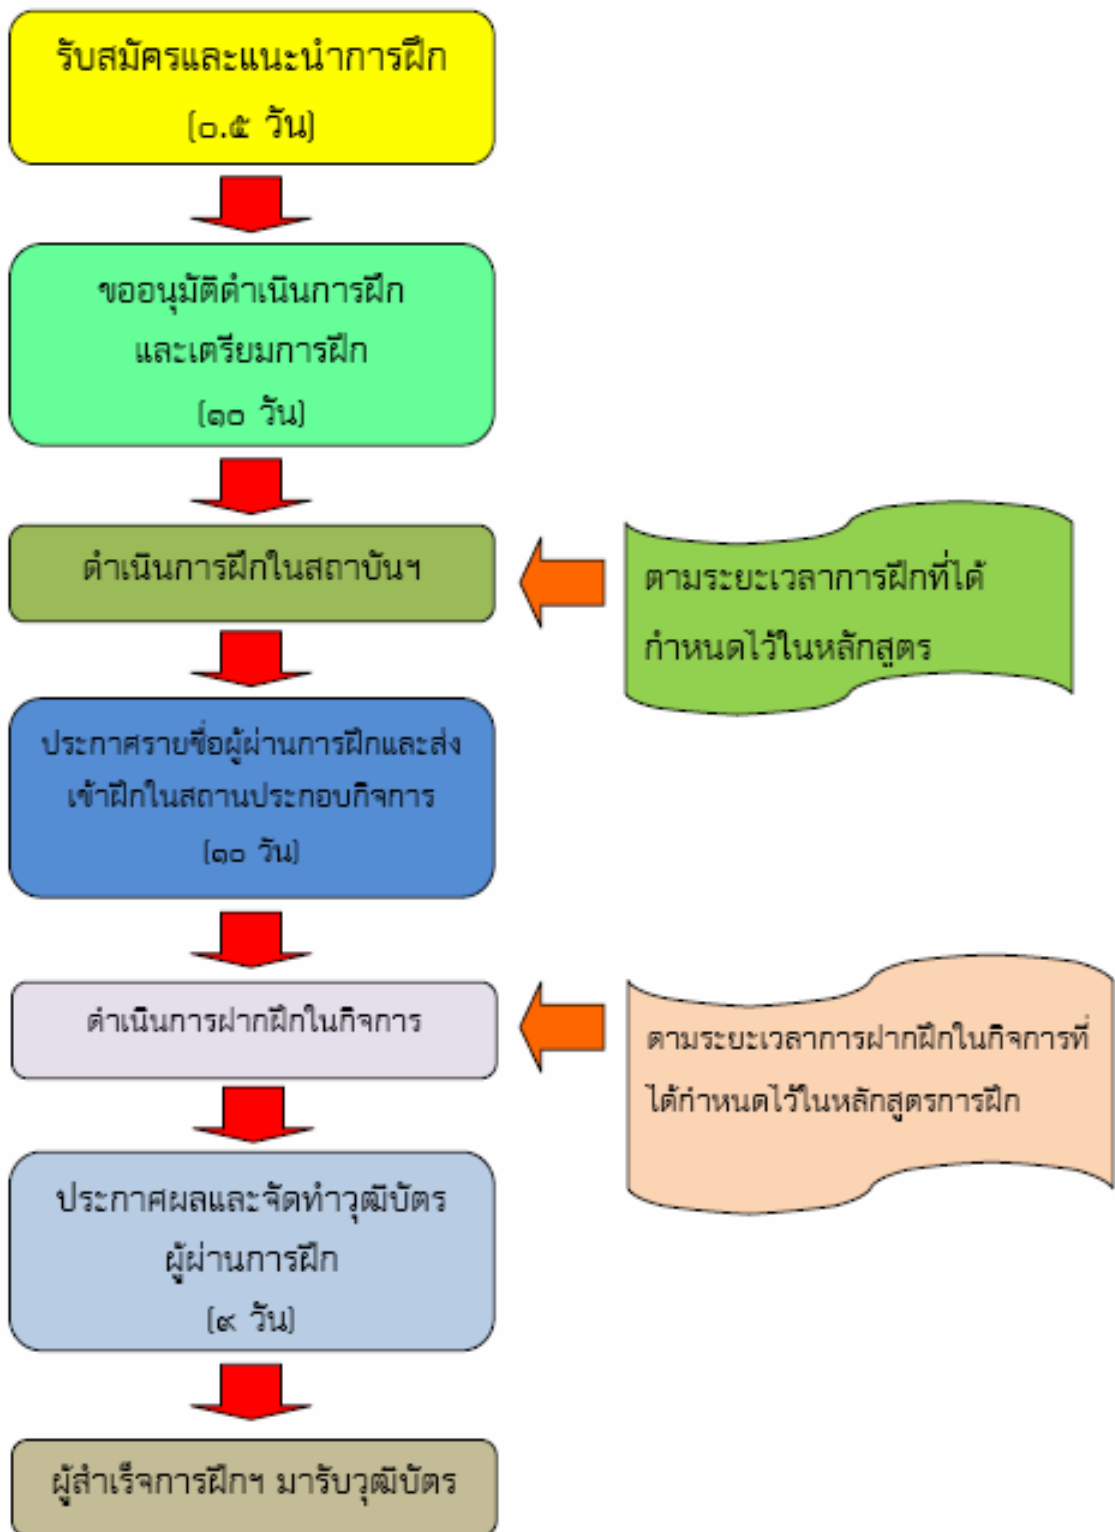 รับสมัครและแนะนำการฝึก
(๐.๕ วัน)
ขออนุมัติดำเนินการฝึก
และเตรียมการฝึก
(๑๐ วัน)
ดำเนินการฝึกในสถาบันฯ
ตามระยะเวลาการฝึกที่ได้
กำหนดไว้ในหลักสูตร
ประกาศรายชื่อผู้ผ่านการฝึกและส่ง
เข้าฝึกในสถานประกอบกิจการ
(๑๐ วัน)
ดำเนินการฝากฝึกในกิจการ
ตามระยะเวลาการฝากฝึกในกิจการที่
ได้กำหนดไว้ในหลักสูตรการฝึก
ประกาศผลและจัดทำวุฒิบัตร
ผู้ผ่านการฝึก
(๙ วัน)
ผู้สำเร็จการฝึกฯ มารับวุฒิบัตร